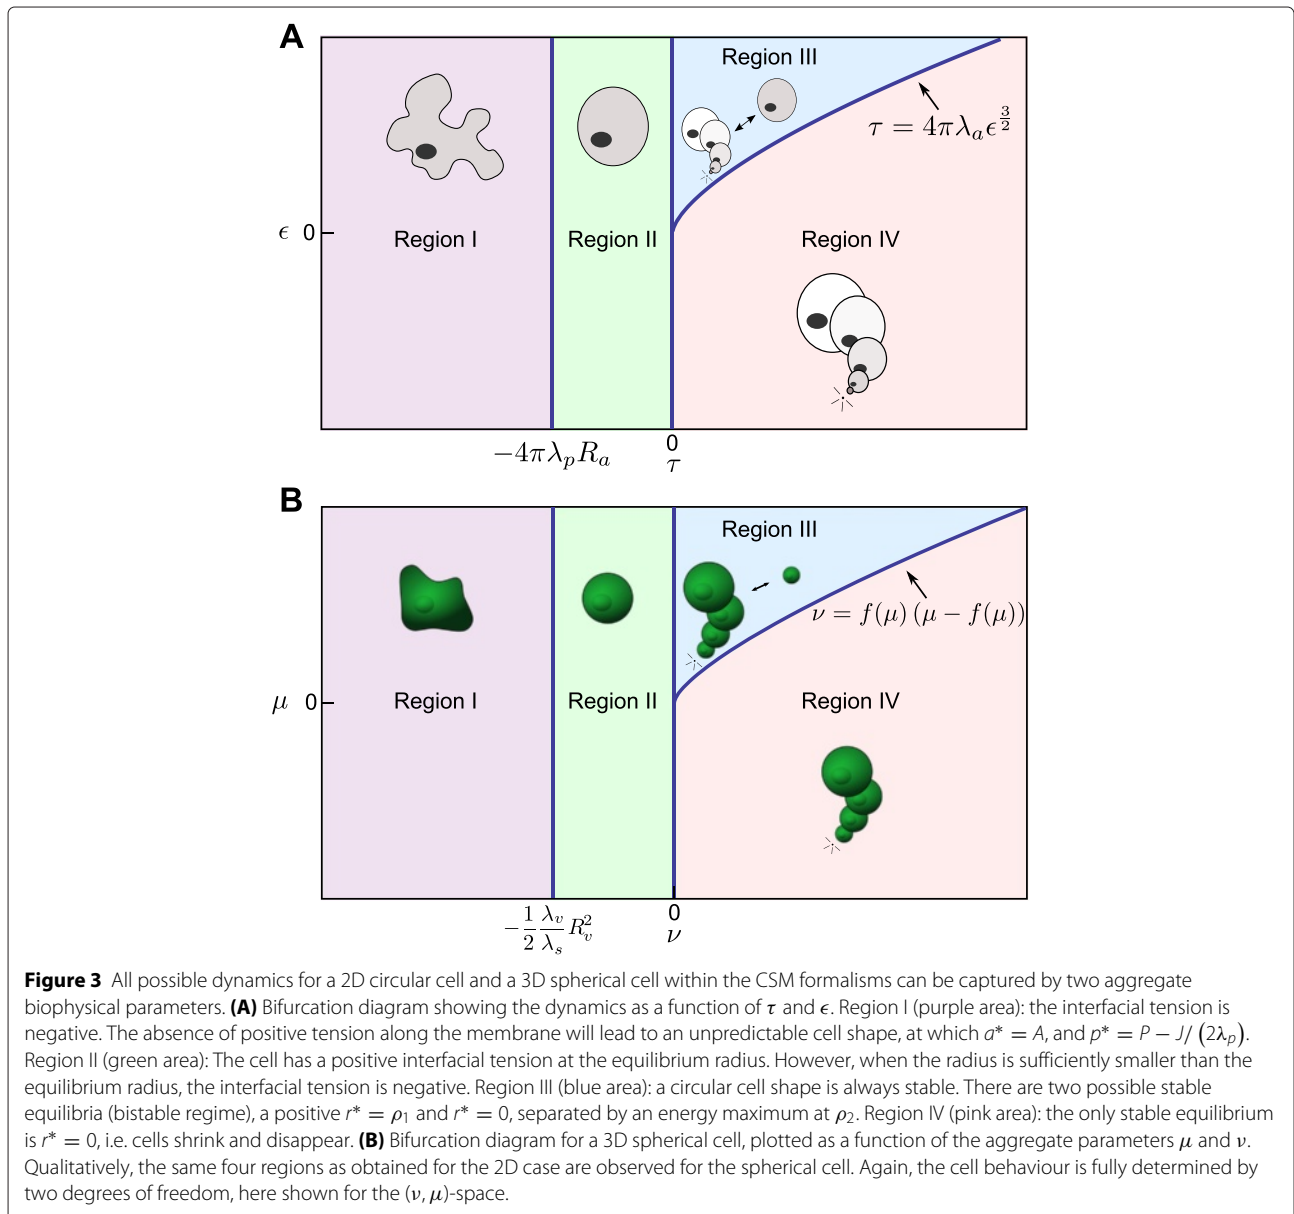 A
Region III
τ = 4πλ_a ϵ^{3/2}
ϵ 0
Region I
Region II
Region IV
−4πλ_p R_a
0
τ
B
Region III
ν = f(μ) (μ − f(μ))
μ 0
Region I
Region II
Region IV
−\frac{1}{2} \frac{λ_v}{λ_s} R_v^2
0
ν
Figure 3 All possible dynamics for a 2D circular cell and a 3D spherical cell within the CSM formalisms can be captured by two aggregate
biophysical parameters. (A) Bifurcation diagram showing the dynamics as a function of τ and ϵ. Region I (purple area): the interfacial tension is
negative. The absence of positive tension along the membrane will lead to an unpredictable cell shape, at which a* = A, and p* = P − J/ (2λ_p).
Region II (green area): The cell has a positive interfacial tension at the equilibrium radius. However, when the radius is sufficiently smaller than the
equilibrium radius, the interfacial tension is negative. Region III (blue area): a circular cell shape is always stable. There are two possible stable
equilibria (bistable regime), a positive r* = ρ_1 and r* = 0, separated by an energy maximum at ρ_2. Region IV (pink area): the only stable equilibrium
is r* = 0, i.e. cells shrink and disappear. (B) Bifurcation diagram for a 3D spherical cell, plotted as a function of the aggregate parameters μ and ν.
Qualitatively, the same four regions as obtained for the 2D case are observed for the spherical cell. Again, the cell behaviour is fully determined by
two degrees of freedom, here shown for the (ν, μ)-space.